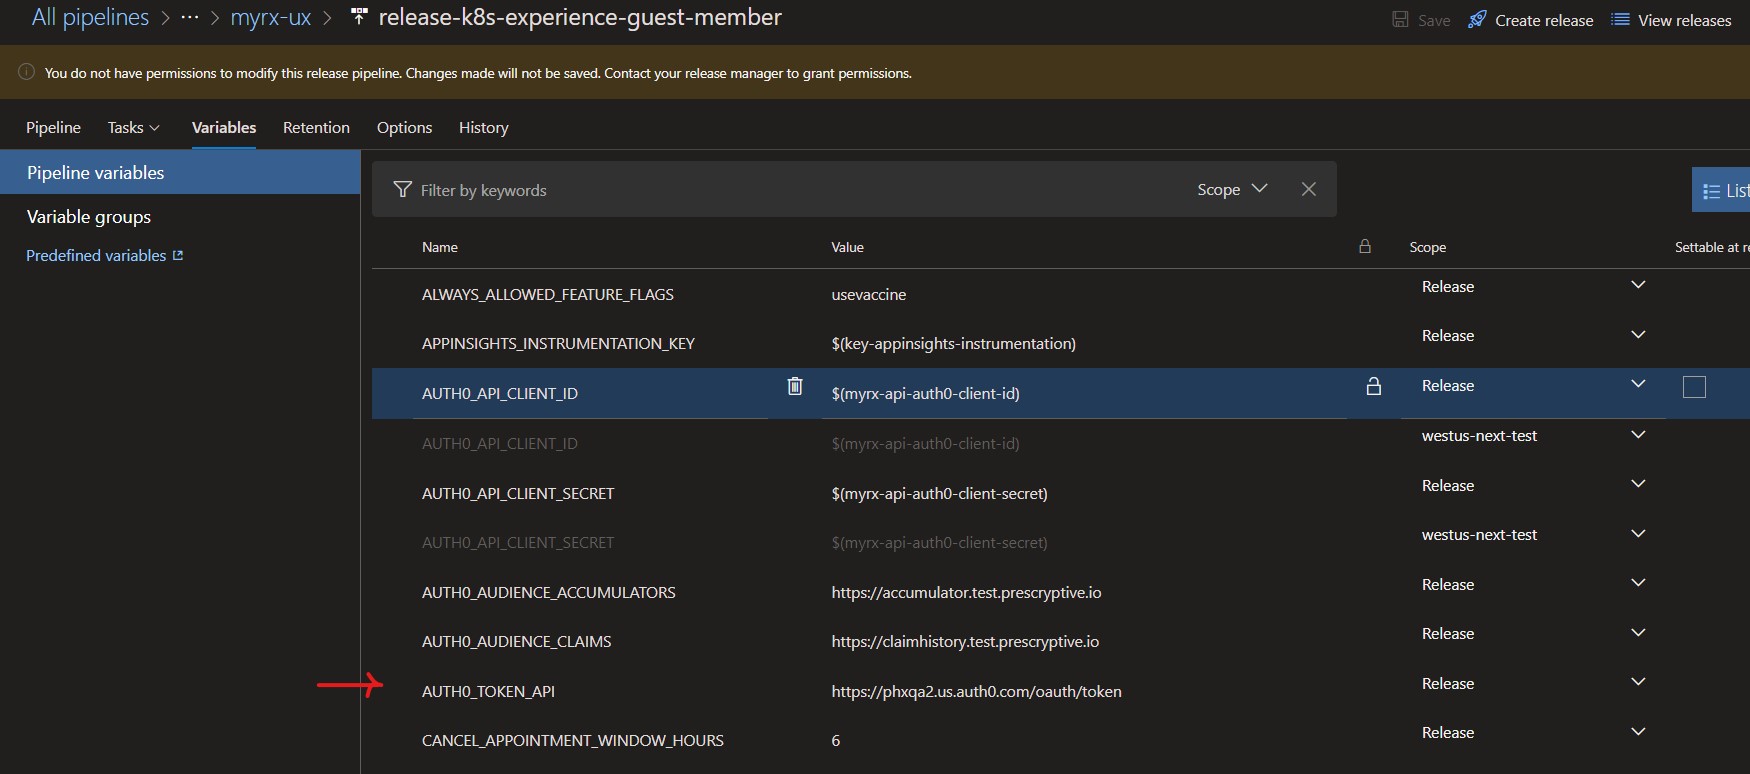 All pipelines > ··· > myrx-ux > release-k8s-experience-guest-member
Save Create release View releases
You do not have permissions to modify this release pipeline. Changes made will not be saved. Contact your release manager to grant permissions.
Pipeline Tasks Variables Retention Options History
Pipeline variables
Variable groups
Predefined variables
Filter by keywords Scope
List
Name Value Scope Settable at re
ALWAYS_ALLOWED_FEATURE_FLAGS usevaccine Release
APPINSIGHTS_INSTRUMENTATION_KEY $(key-appinsights-instrumentation) Release
AUTH0_API_CLIENT_ID $(myrx-api-auth0-client-id) Release
AUTH0_API_CLIENT_ID $(myrx-api-auth0-client-id) westus-next-test
AUTH0_API_CLIENT_SECRET $(myrx-api-auth0-client-secret) Release
AUTH0_API_CLIENT_SECRET $(myrx-api-auth0-client-secret) westus-next-test
AUTH0_AUDIENCE_ACCUMULATORS https://accumulator.test.prescryptive.io Release
AUTH0_AUDIENCE_CLAIMS https://claimhistory.test.prescryptive.io Release
AUTH0_TOKEN_API https://phxqa2.us.auth0.com/oauth/token Release
CANCEL_APPOINTMENT_WINDOW_HOURS 6 Release